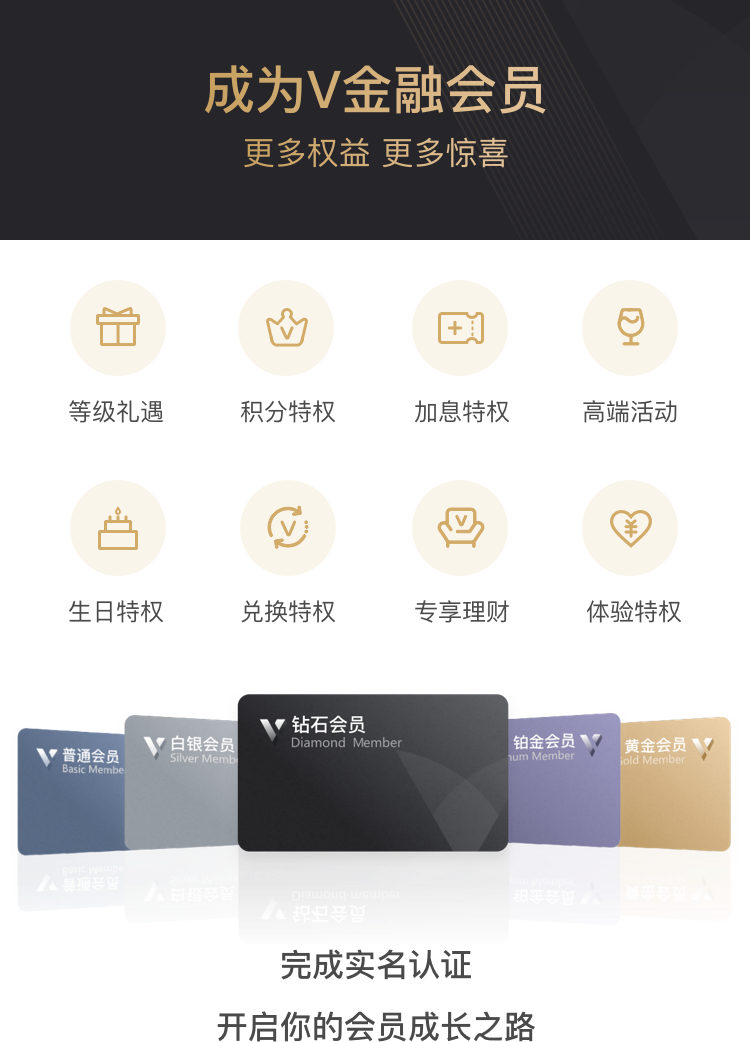 成为V金融会员
更多权益 更多惊喜
等级礼遇
积分特权
加息特权
高端活动
生日特权
兑换特权
专享理财
体验特权
普通会员
Basic Membe
白银会员
Silver Memb
钻石会员
Diamond Member
铂金会员
num Member
黄金会员
Gold Member
完成实名认证
开启你的会员成长之路